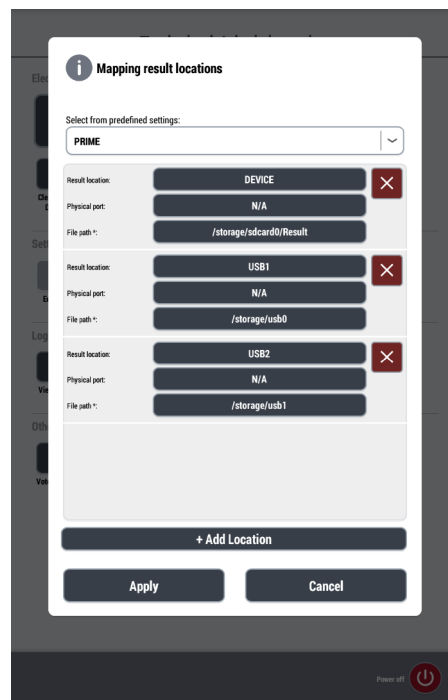 Mapping result locations
Select from predefined settings:
PRIME
Result location:
DEVICE
Physical port:
N/A
File path *:
/storage/sdcard0/Result
Result location:
USB1
Physical port:
N/A
File path *:
/storage/usb0
Result location:
USB2
Physical port:
N/A
File path *:
/storage/usb1
+ Add Location
Apply
Cancel
Power off